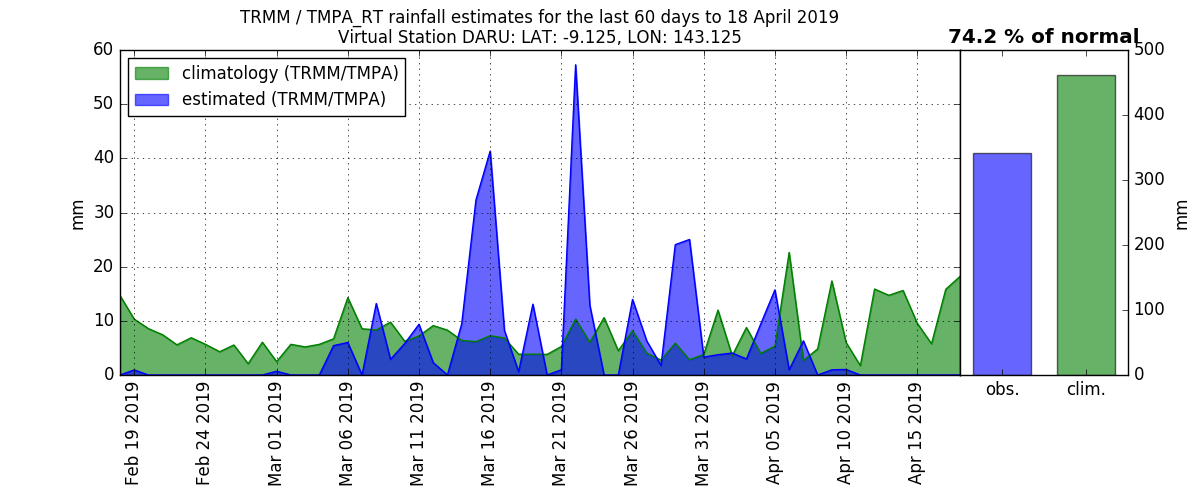 TRMM / TMPA_RT rainfall estimates for the last 60 days to 18 April 2019
Virtual Station DARU: LAT: -9.125, LON: 143.125
74.2 % of normal
climatology (TRMM/TMPA)
estimated (TRMM/TMPA)
60
50
40
30
20
10
0
mm
500
400
300
200
100
0
mm
Feb 19 2019
Feb 24 2019
Mar 01 2019
Mar 06 2019
Mar 11 2019
Mar 16 2019
Mar 21 2019
Mar 26 2019
Mar 31 2019
Apr 05 2019
Apr 10 2019
Apr 15 2019
obs.
clim.